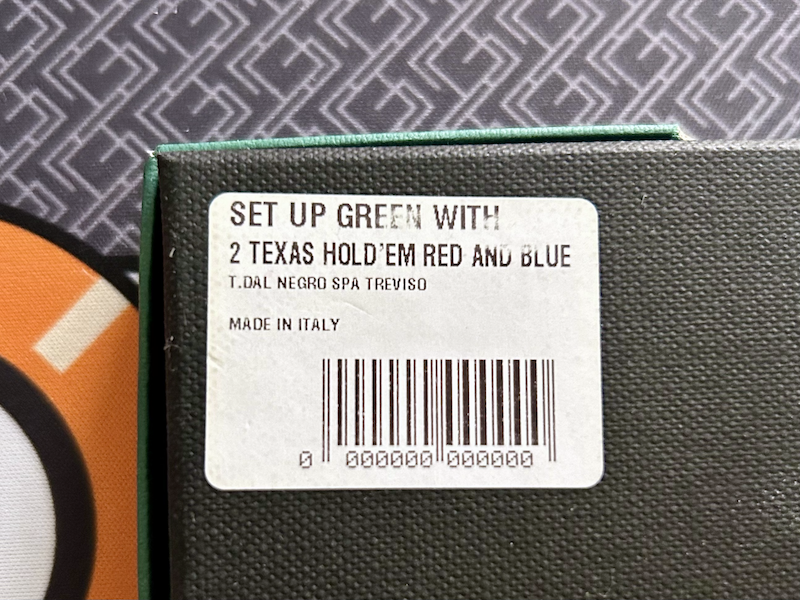 SET UP GREEN WITH
2 TEXAS HOLD'EM RED AND BLUE
T.DAL NEGRO SPA TREVISO
MADE IN ITALY
0 000000 000000